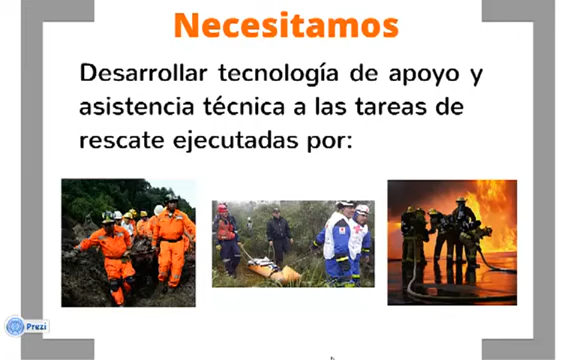 Necesitamos
Desarrollar tecnología de apoyo y
asistencia técnica a las tareas de
rescate ejecutadas por:
Prezi